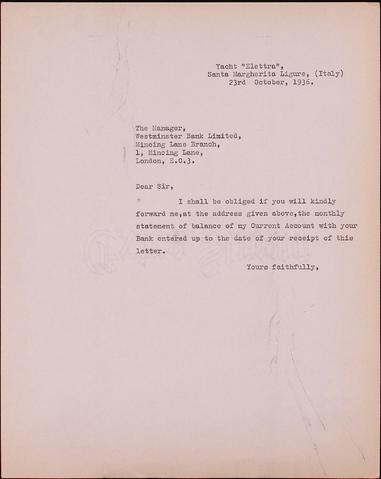 Yacht "Elettra",
Santa Margherita Ligure, (Italy)
23rd October, 1936.
The Manager,
Westminster Bank Limited,
Mincing Lane Branch,
1, Mincing Lane,
London, E.C.3.
Dear Sir,
I shall be obliged if you will kindly
forward me,at the address given above,the monthly
statement of balance of my Current Account with your
Bank entered up to the date of your receipt of this
letter.
Yours faithfully,